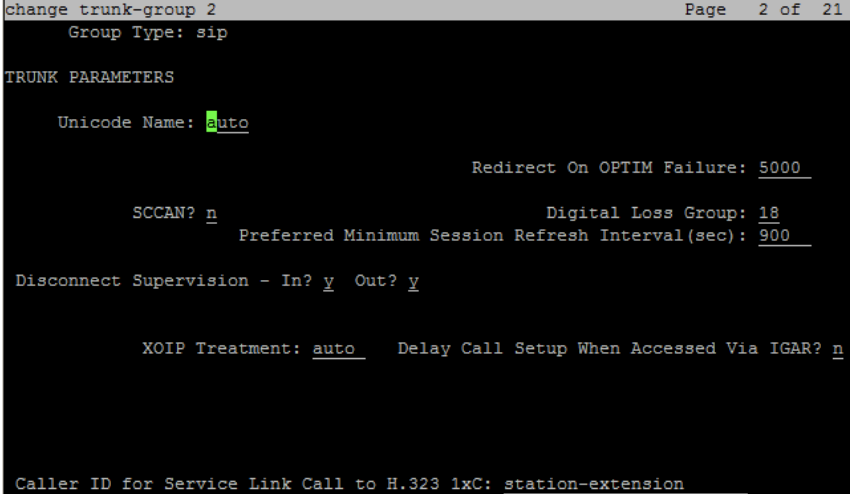 change trunk-group 2 Page 2 of 21
Group Type: sip
TRUNK PARAMETERS
Unicode Name: auto
Redirect On OPTIM Failure: 5000
SCCAN? n Digital Loss Group: 18
Preferred Minimum Session Refresh Interval(sec): 900
Disconnect Supervision - In? y Out? y
XOIP Treatment: auto Delay Call Setup When Accessed Via IGAR? n
Caller ID for Service Link Call to H.323 1xC: station-extension